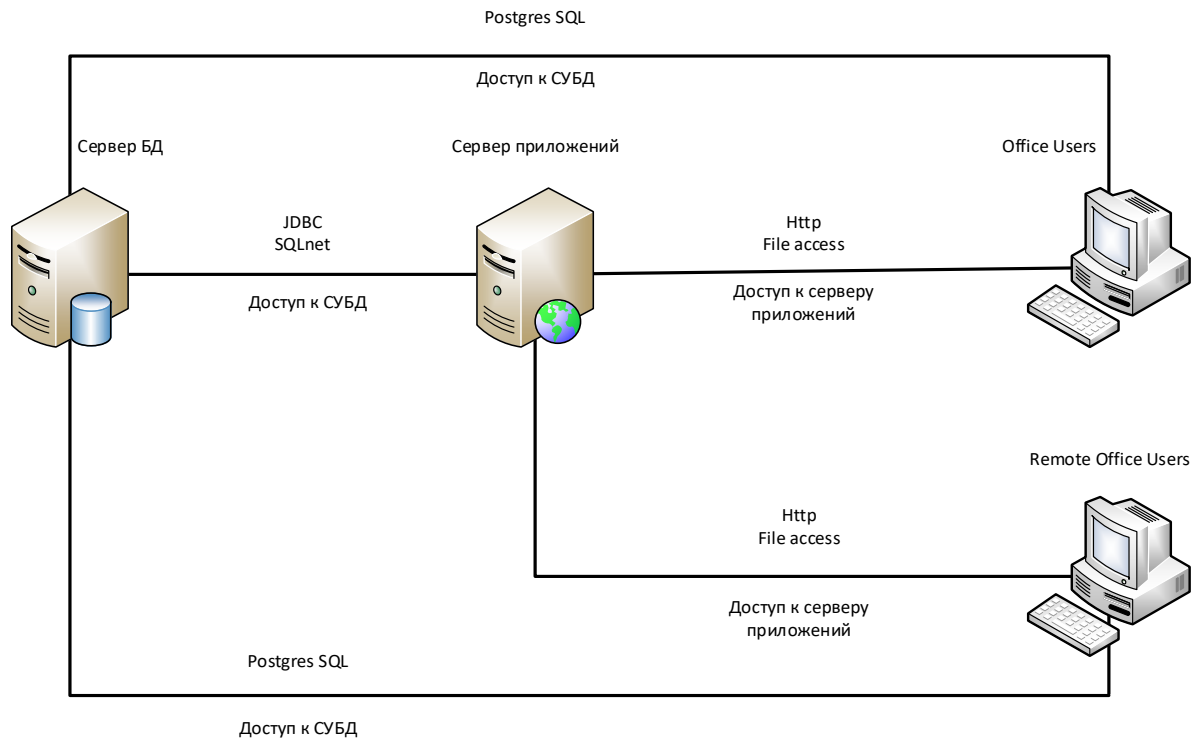 Postgres SQL
Доступ к СУБД
Сервер БД
Сервер приложений
Office Users
JDBC
SQLnet
Доступ к СУБД
Http
File access
Доступ к серверу
приложений
Remote Office Users
Http
File access
Доступ к серверу
приложений
Postgres SQL
Доступ к СУБД